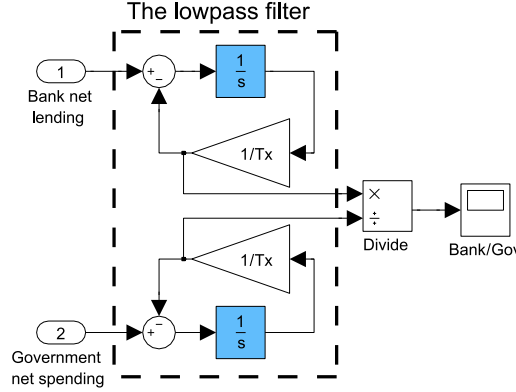 The lowpass filter
1
Bank net
lending
+
−
1
s
1/Tx
×
÷
Divide
Bank/Gov
1/Tx
2
Government
net spending
+
−
1
s